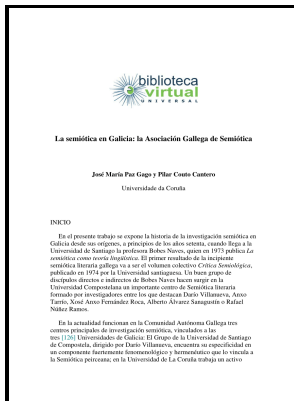 biblioteca
virtual
UNIVERSAL
La semiótica en Galicia: la Asociación Gallega de Semiótica
José María Paz Gago y Pilar Couto Cantero
Universidade da Coruña
INICIO
En el presente trabajo se expone la historia de la investigación semiótica en
Galicia desde sus orígenes, a principios de los años setenta, cuando llega a la
Universidad de Santiago la profesora Bobes Naves, quien en 1973 publica La
semiótica como teoría lingüística. El primer resultado de la incipiente
semiótica literaria gallega va a ser el volumen colectivo Crítica Semiológica,
publicado en 1974 por la Universidad santiaguesa. Un buen grupo de
discípulos directos e indirectos de Bobes Naves hacen surgir en la
Universidad Compostelana un importante centro de Semiótica literaria
formado por investigadores entre los que destacan Darío Villanueva, Anxo
Tarrío, Xosé Anxo Fernández Roca, Alberto Álvarez Sanagustín o Rafael
Núñez Ramos.
En la actualidad funcionan en la Comunidad Autónoma Gallega tres
centros principales de investigación semiótica, vinculados a las
tres [126] Universidades de Galicia: El Grupo de la Universidad de Santiago
de Compostela, dirigido por Darío Villanueva, encuentra su especificidad en
un componente fuertemente fenomenológico y hermenéutico que lo vincula a
la Semiótica peirceana; en la Universidad de La Coruña trabaja un activo